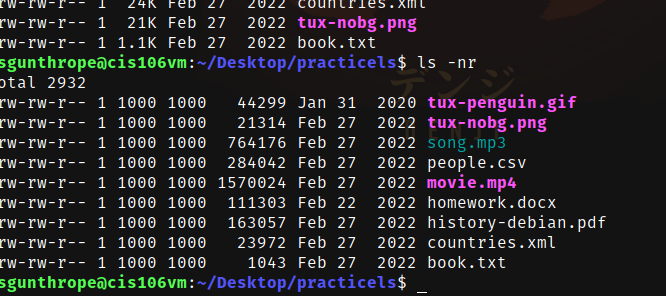 1 24K Feb 27 2022 countries.xml
rw-rw-r-- 1 21K Feb 27 2022 tux-nobg.png
rw-rw-r-- 1 1.1K Feb 27 2022 book.txt
sgunthrope@cis106vm:~/Desktop/practicels$ ls -nr
otal 2932
rw-rw-r-- 1 1000 1000 44299 Jan 31 2020 tux-penguin.gif
rw-rw-r-- 1 1000 1000 21314 Feb 27 2022 tux-nobg.png
rw-rw-r-- 1 1000 1000 764176 Feb 27 2022 song.mp3
rw-rw-r-- 1 1000 1000 284042 Feb 27 2022 people.csv
rw-rw-r-- 1 1000 1000 1570024 Feb 27 2022 movie.mp4
rw-rw-r-- 1 1000 1000 111303 Feb 22 2022 homework.docx
rw-rw-r-- 1 1000 1000 163057 Feb 27 2022 history-debian.pdf
rw-rw-r-- 1 1000 1000 23972 Feb 27 2022 countries.xml
rw-rw-r-- 1 1000 1000 1043 Feb 27 2022 book.txt
sgunthrope@cis106vm:~/Desktop/practicels$ _
デンジ